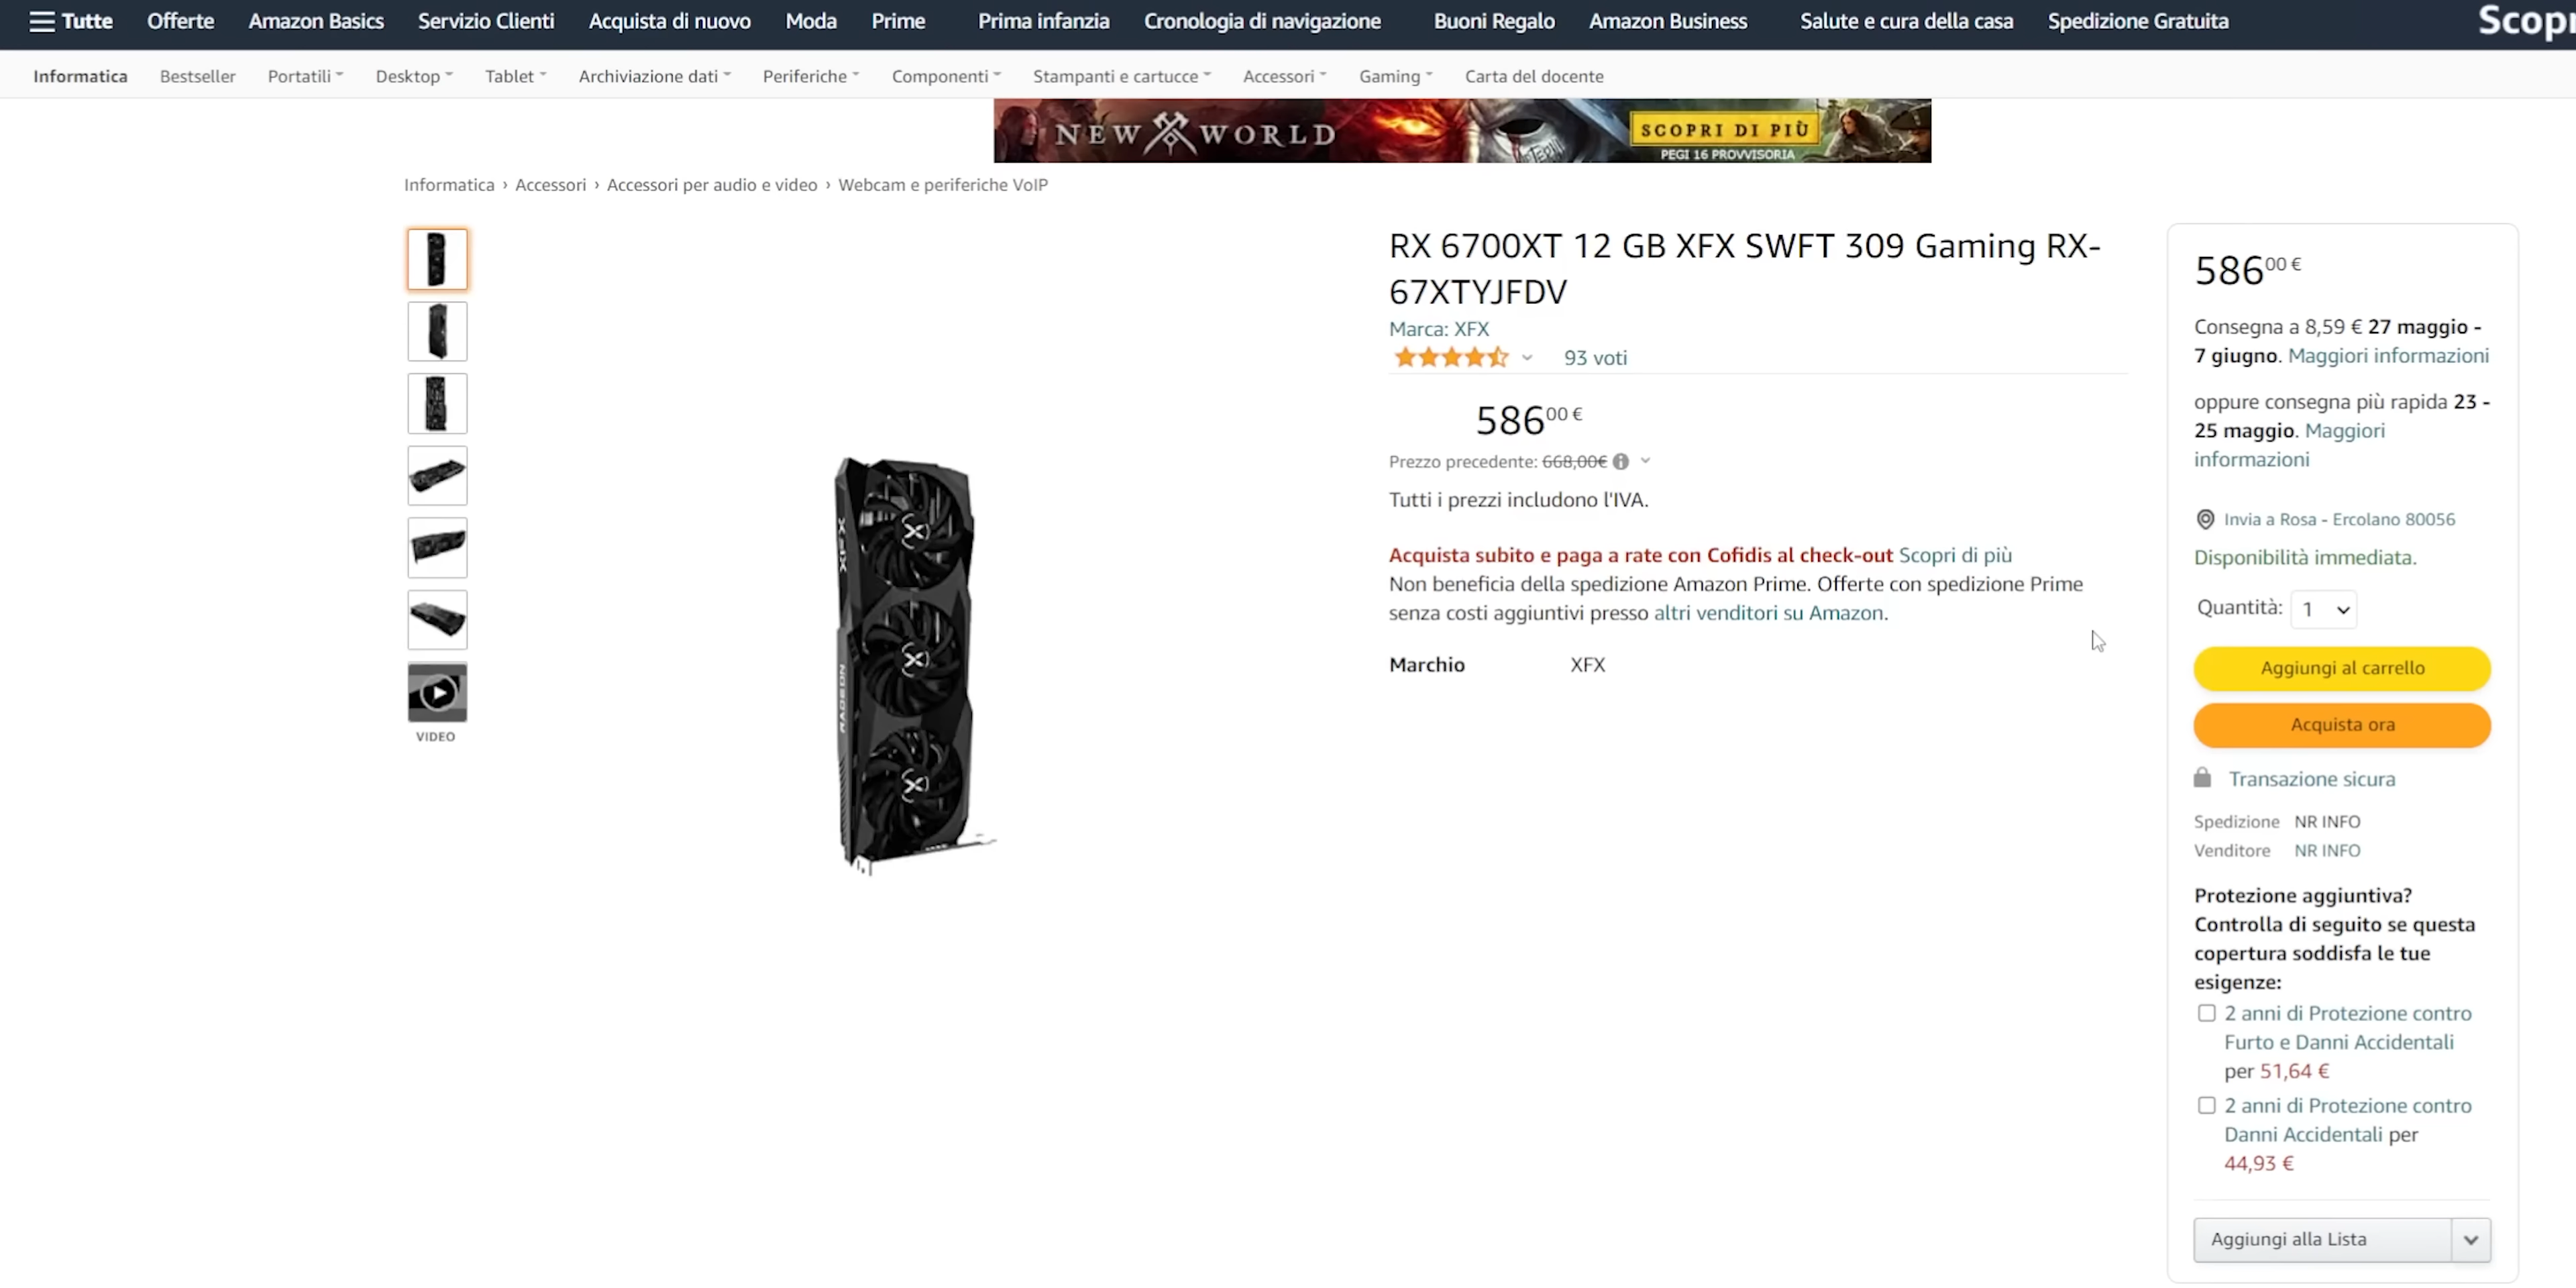 Tutte Offerte Amazon Basics Servizio Clienti Acquista di nuovo Moda Prime Prima infanzia Cronologia di navigazione Buoni Regalo Amazon Business Salute e cura della casa Spedizione Gratuita
Informatica Bestseller Portatili Desktop Tablet Archiviazione dati Periferiche Componenti Stampanti e cartucce Accessori Gaming Carta del docente
NEW WORLD
SCOPRI DI PIÙ
PEGI 16 PROVVISORIA
Informatica › Accessori › Accessori per audio e video › Webcam e periferiche VoIP
VIDEO
XFX
RADEON
RX 6700XT 12 GB XFX SWFT 309 Gaming RX-
67XTYJFDV
Marca: XFX
93 voti
586,00 €
Prezzo precedente: 668,00€
Tutti i prezzi includono l'IVA.
Acquista subito e paga a rate con Cofidis al check-out Scopri di più
Non beneficia della spedizione Amazon Prime. Offerte con spedizione Prime
senza costi aggiuntivi presso altri venditori su Amazon.
Marchio XFX
586,00 €
Consegna a 8,59 € 27 maggio -
7 giugno. Maggiori informazioni
oppure consegna più rapida 23 -
25 maggio. Maggiori
informazioni
Invia a Rosa - Ercolano 80056
Disponibilità immediata.
Quantità: 1
Aggiungi al carrello
Acquista ora
Transazione sicura
Spedizione NR INFO
Venditore NR INFO
Protezione aggiuntiva?
Controlla di seguito se questa
copertura soddisfa le tue
esigenze:
2 anni di Protezione contro
Furto e Danni Accidentali
per 51,64 €
2 anni di Protezione contro
Danni Accidentali per
44,93 €
Aggiungi alla Lista